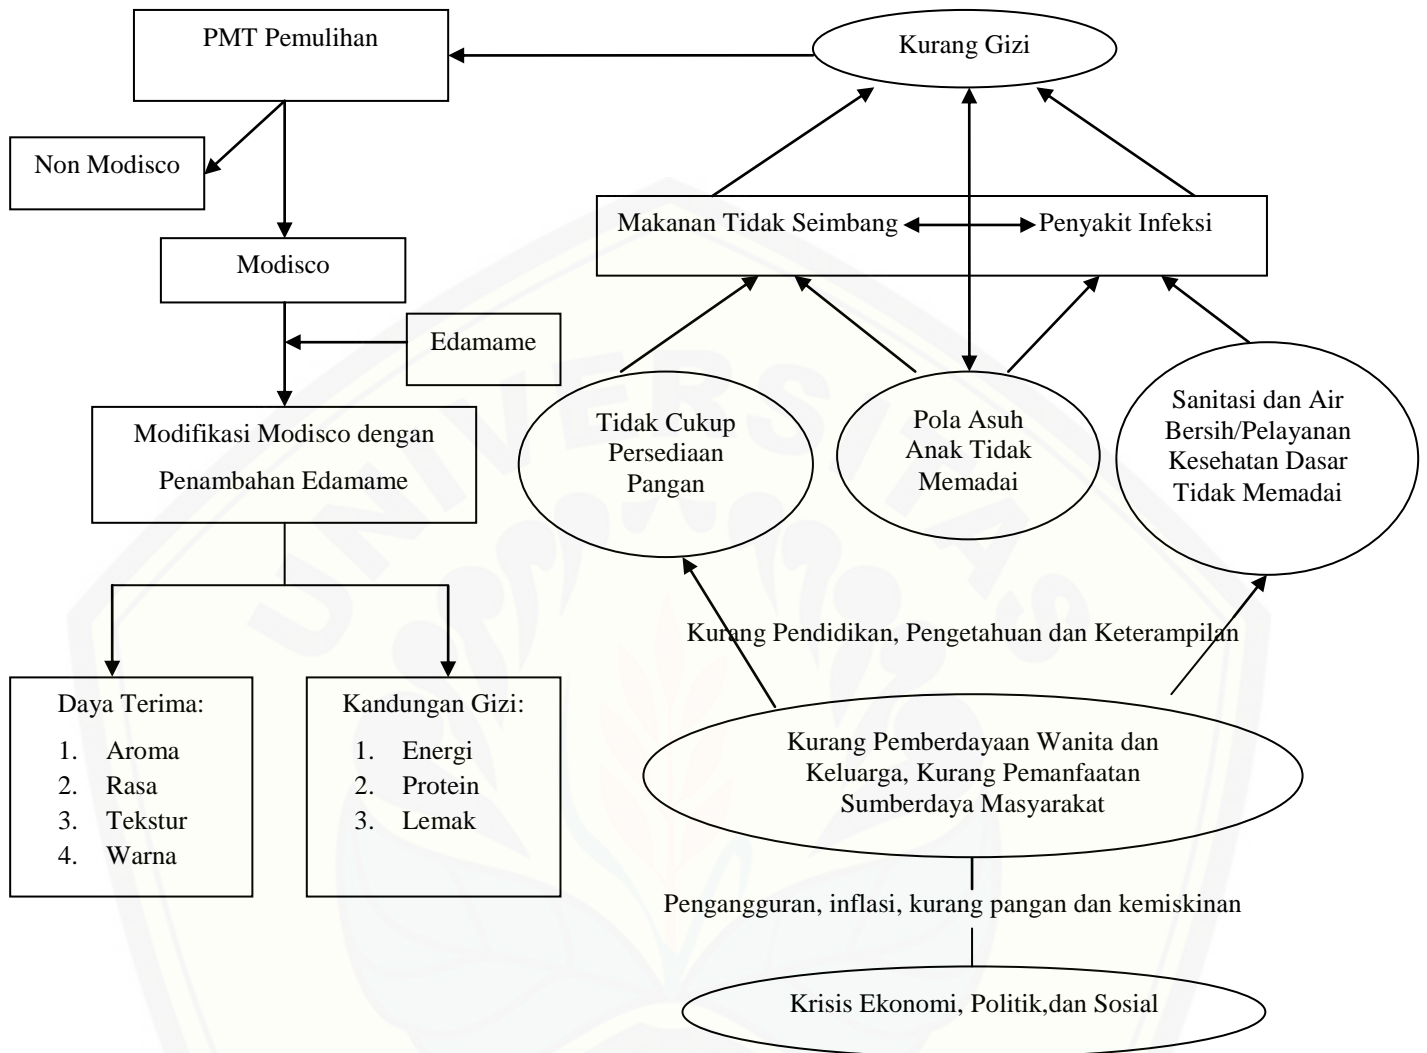 PMT Pemulihan
Kurang Gizi
Non Modisco
Makanan Tidak Seimbang
Penyakit Infeksi
Modisco
Edamame
Modifikasi Modisco dengan
Penambahan Edamame
Tidak Cukup
Persediaan
Pangan
Pola Asuh
Anak Tidak
Memadai
Sanitasi dan Air
Bersih/Pelayanan
Kesehatan Dasar
Tidak Memadai
Kurang Pendidikan, Pengetahuan dan Keterampilan
Daya Terima:
1. Aroma
2. Rasa
3. Tekstur
4. Warna
Kandungan Gizi:
1. Energi
2. Protein
3. Lemak
Kurang Pemberdayaan Wanita dan
Keluarga, Kurang Pemanfaatan
Sumberdaya Masyarakat
Pengangguran, inflasi, kurang pangan dan kemiskinan
Krisis Ekonomi, Politik,dan Sosial
UNIVERSITAS